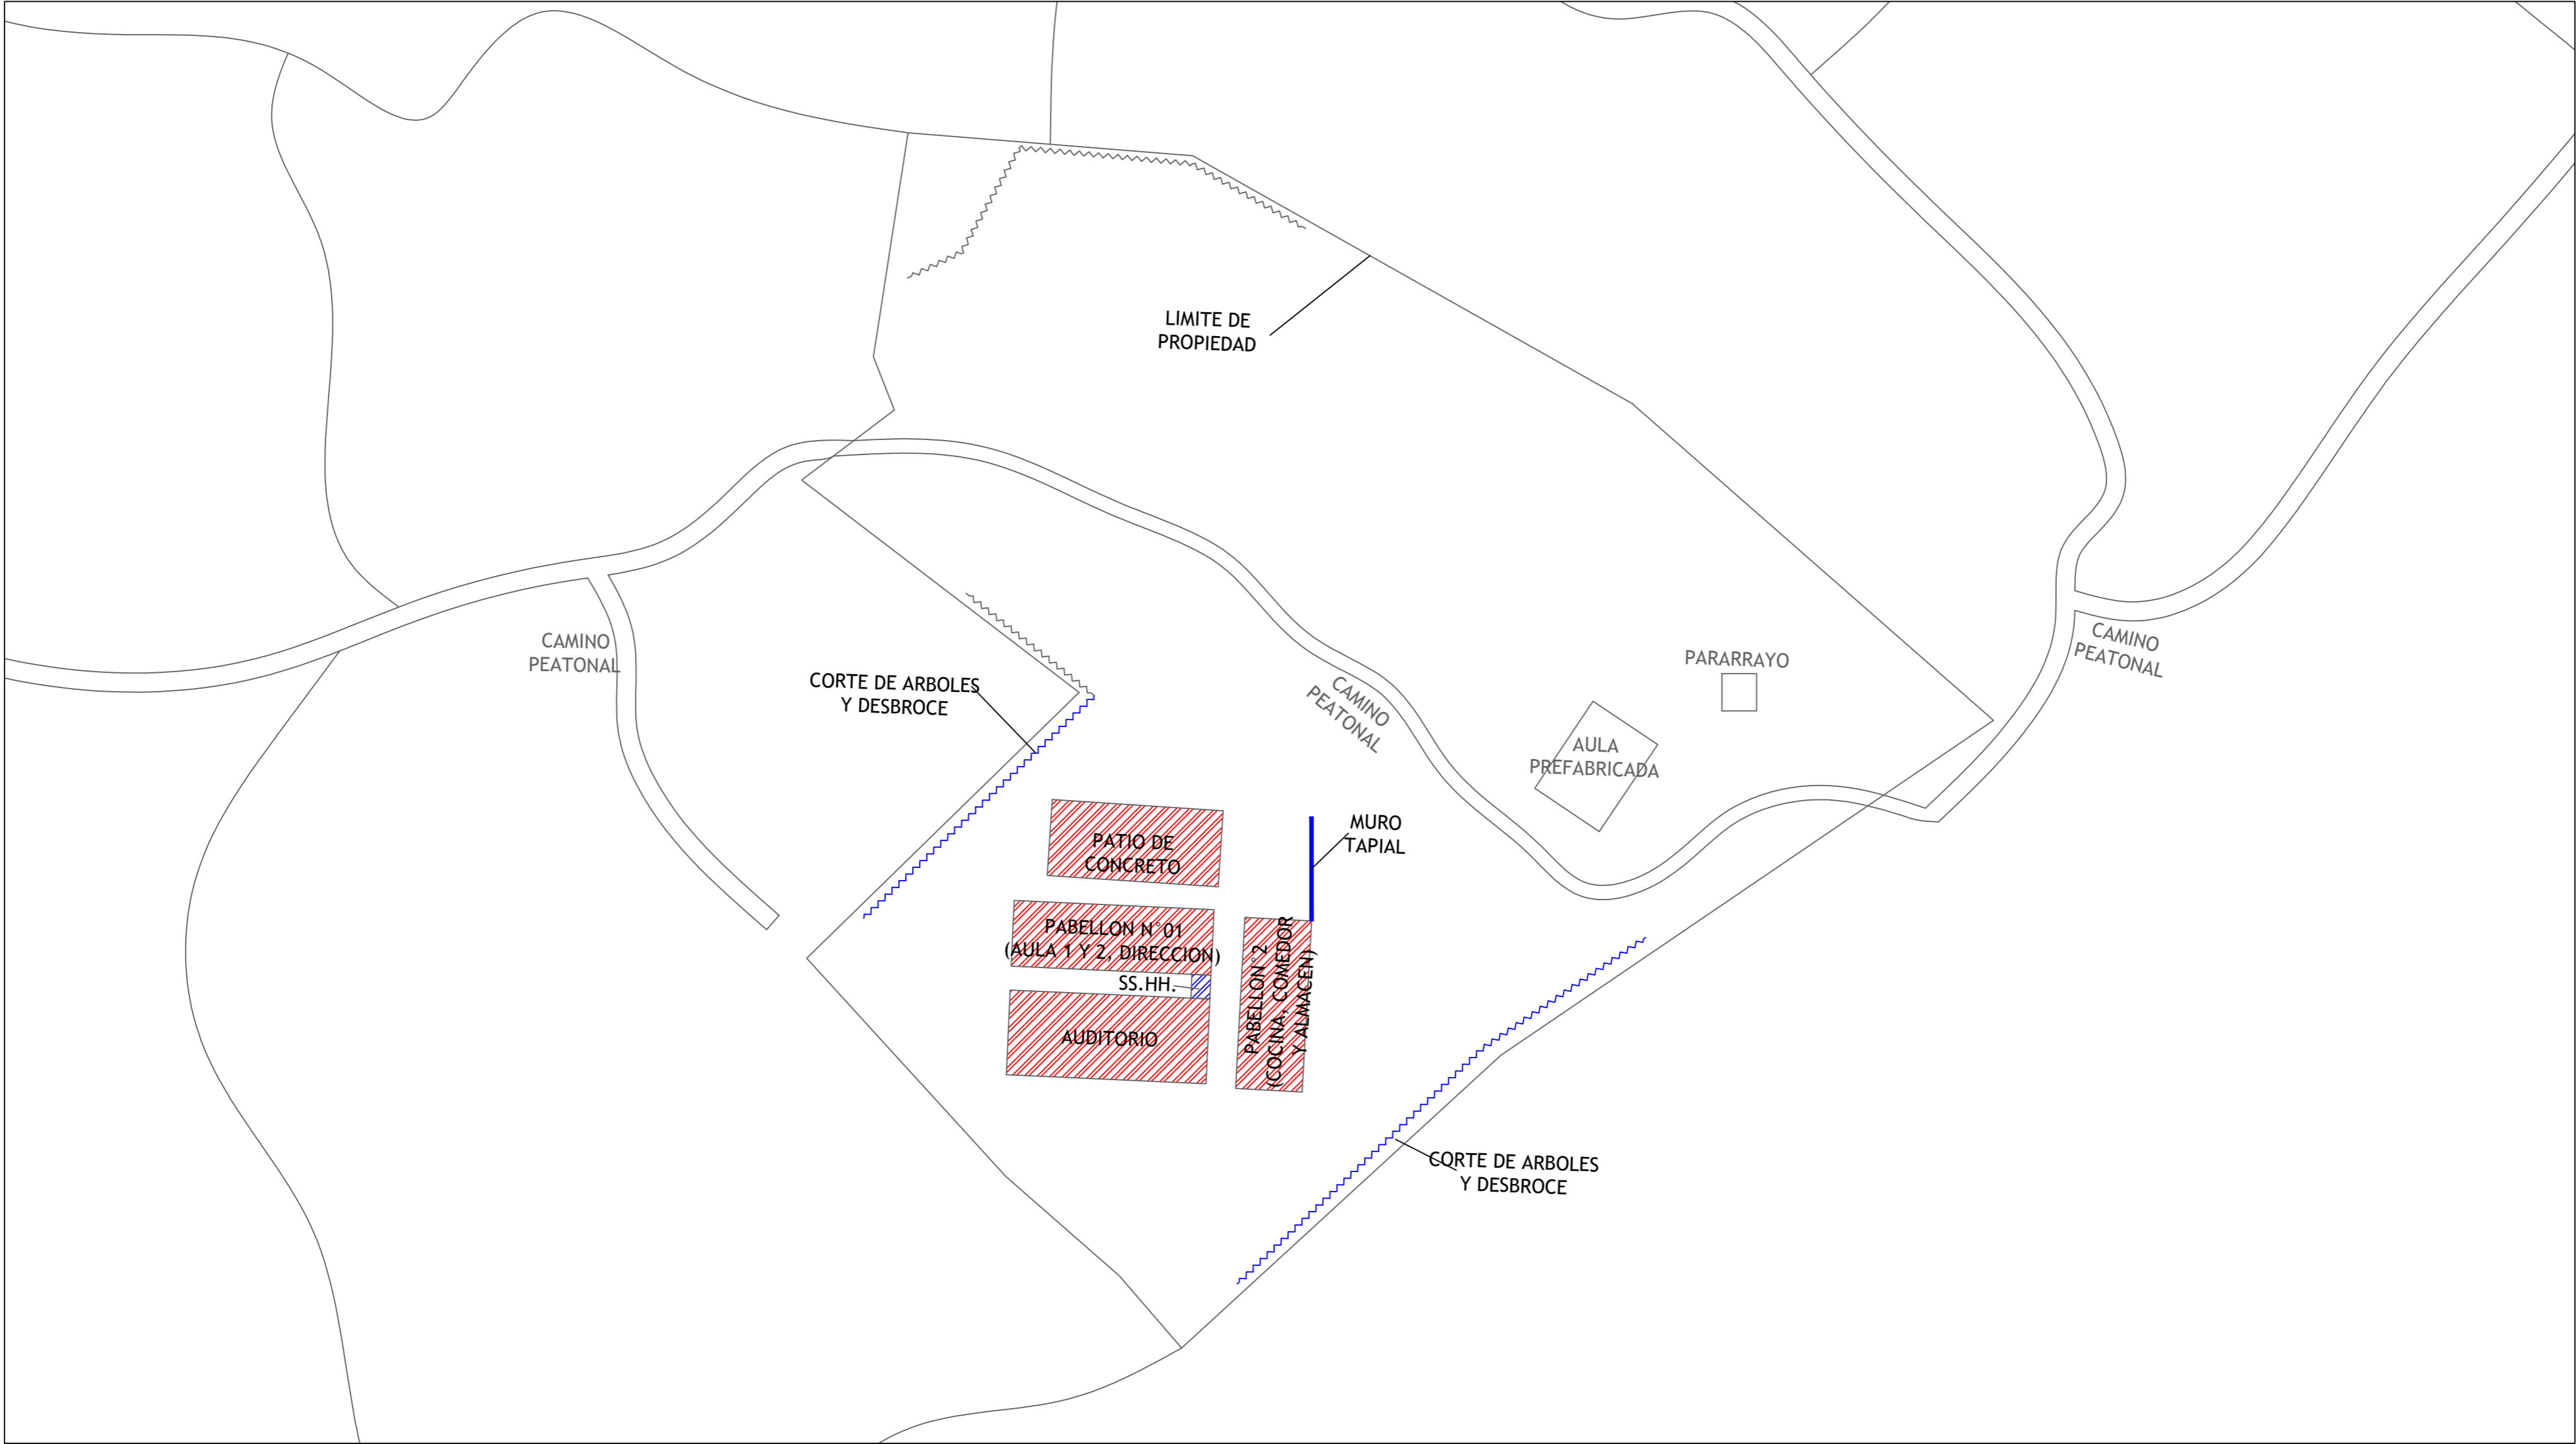 LIMITE DE
PROPIEDAD
CAMINO
PEATONAL
CORTE DE ARBOLES
Y DESBROCE
CAMINO
PEATONAL
PARARRAYO
CAMINO
PEATONAL
AULA
PREFABRICADA
MURO
TAPIAL
PATIO DE
CONCRETO
PABELLON N°01
(AULA 1 Y 2, DIRECCION)
SS.HH.
AUDITORIO
PABELLON°2
(COCINA, COMEDOR
Y ALMACEN)
CORTE DE ARBOLES
Y DESBROCE